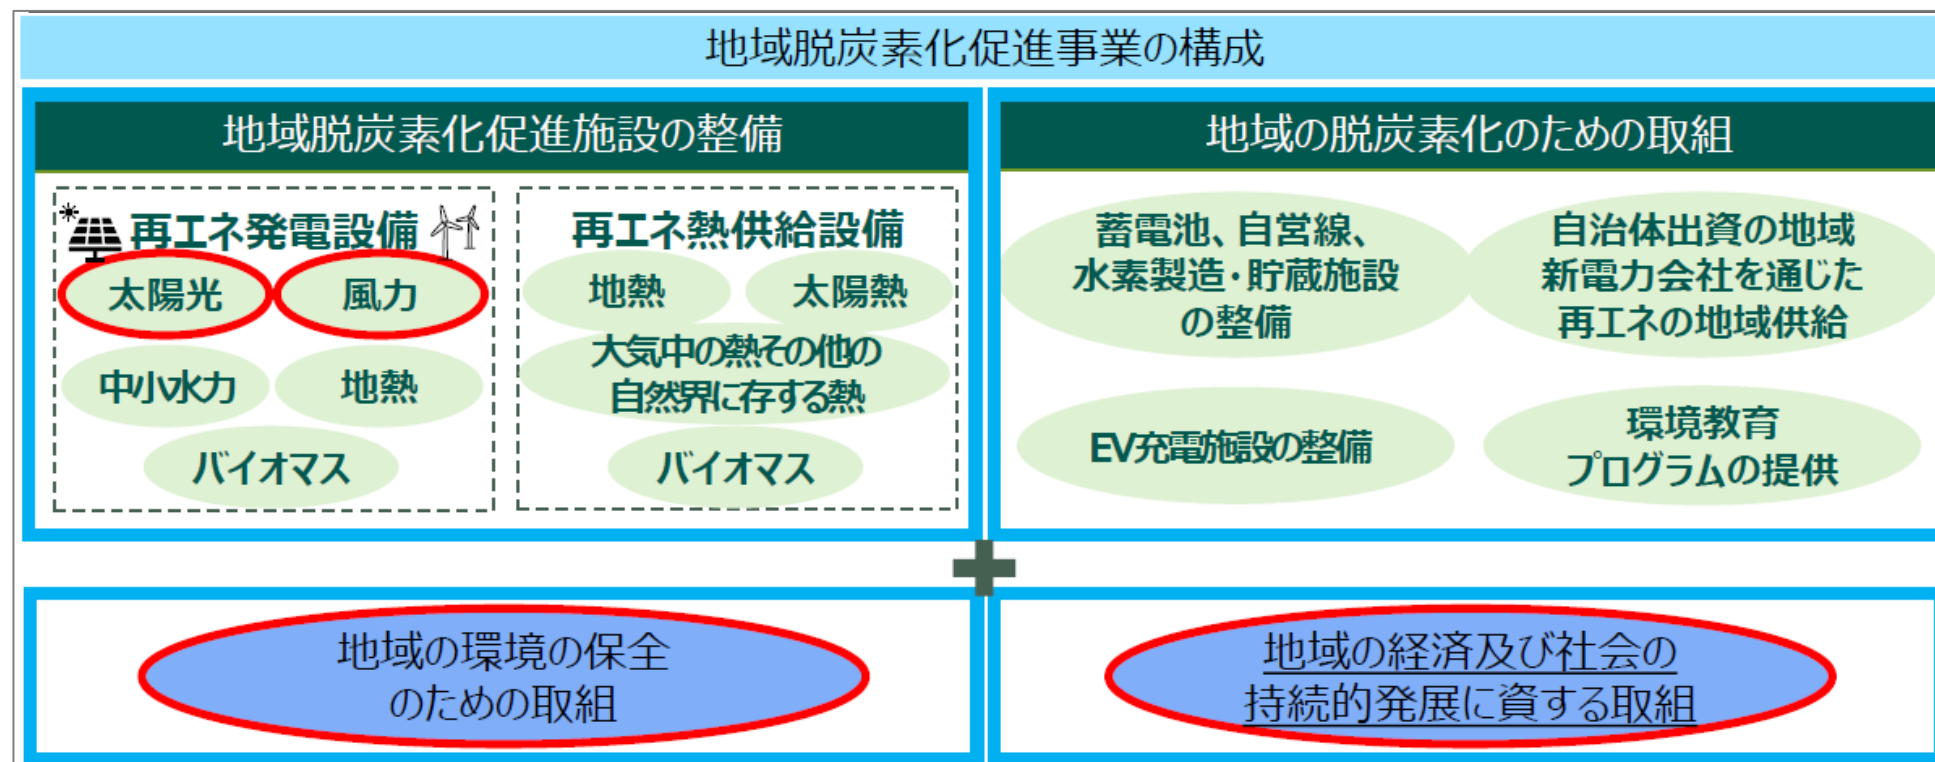 地域脱炭素化促進事業の構成
地域脱炭素化促進施設の整備
再エネ発電設備
太陽光
風力
中小水力
地熱
バイオマス
再エネ熱供給設備
地熱
太陽熱
大気中の熱その他の
自然界に存する熱
バイオマス
地域の脱炭素化のための取組
蓄電池、自営線、
水素製造・貯蔵施設
の整備
自治体出資の地域
新電力会社を通じた
再エネの地域供給
EV充電施設の整備
環境教育
プログラムの提供
地域の環境の保全
のための取組
地域の経済及び社会の
持続的発展に資する取組